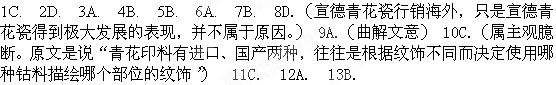 1C. 2D. 3A. 4B. 5B. 6A. 7B. 8D.(宣德青花瓷行销海外，只是宣德青
花瓷得到极大发展的表现，并不属于原因。) 9A.(曲解文意) 10C.(属主观臆
断。原文是说“青花印料有进口、国产两种，往往是根据纹饰不同而决定使用哪
种钴料描绘哪个部位的纹饰”) 11C. 12A. 13B.